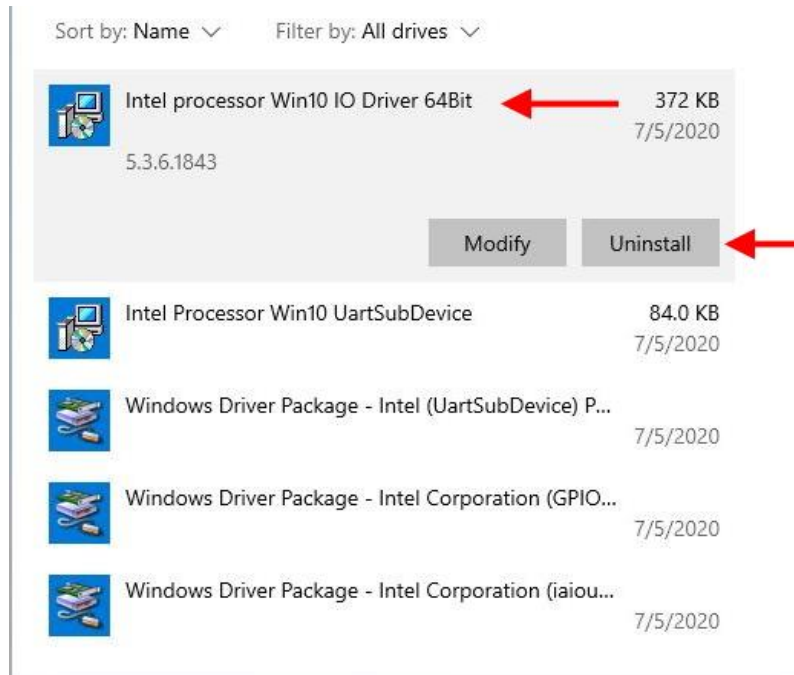 Sort by: Name Filter by: All drives
Intel processor Win10 IO Driver 64Bit 372 KB
7/5/2020
5.3.6.1843
Modify Uninstall
Intel Processor Win10 UartSubDevice 84.0 KB
7/5/2020
Windows Driver Package - Intel (UartSubDevice) P...
7/5/2020
Windows Driver Package - Intel Corporation (GPIO...
7/5/2020
Windows Driver Package - Intel Corporation (iaiou...
7/5/2020